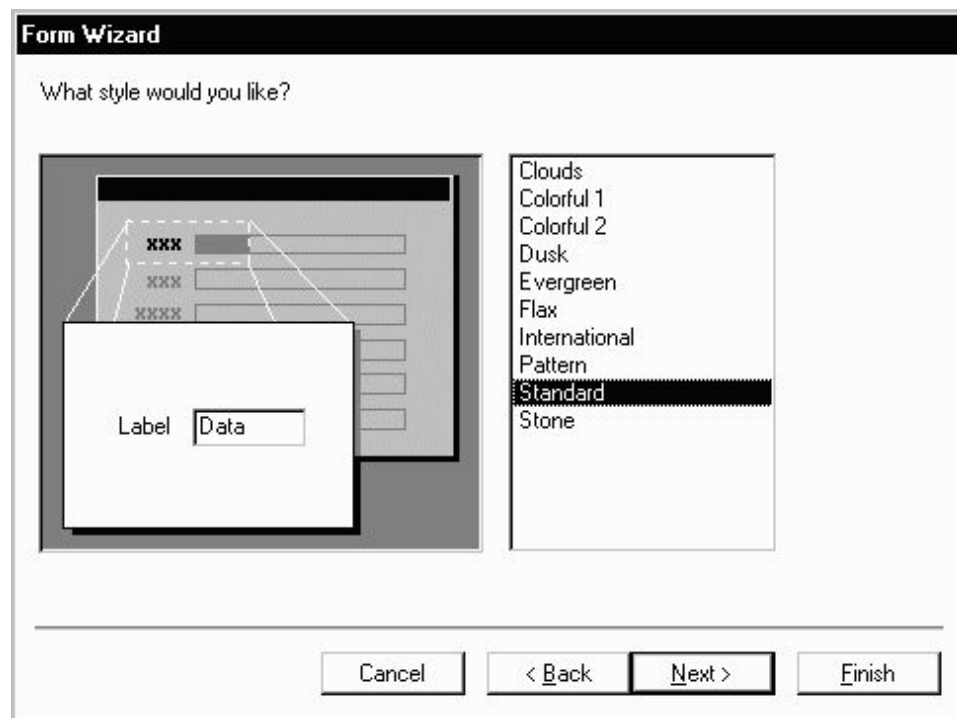 Form Wizard
What style would you like?
xxx
xxx
xxxx
Label Data
Clouds
Colorful 1
Colorful 2
Dusk
Evergreen
Flax
International
Pattern
Standard
Stone
Cancel < Back Next > Finish